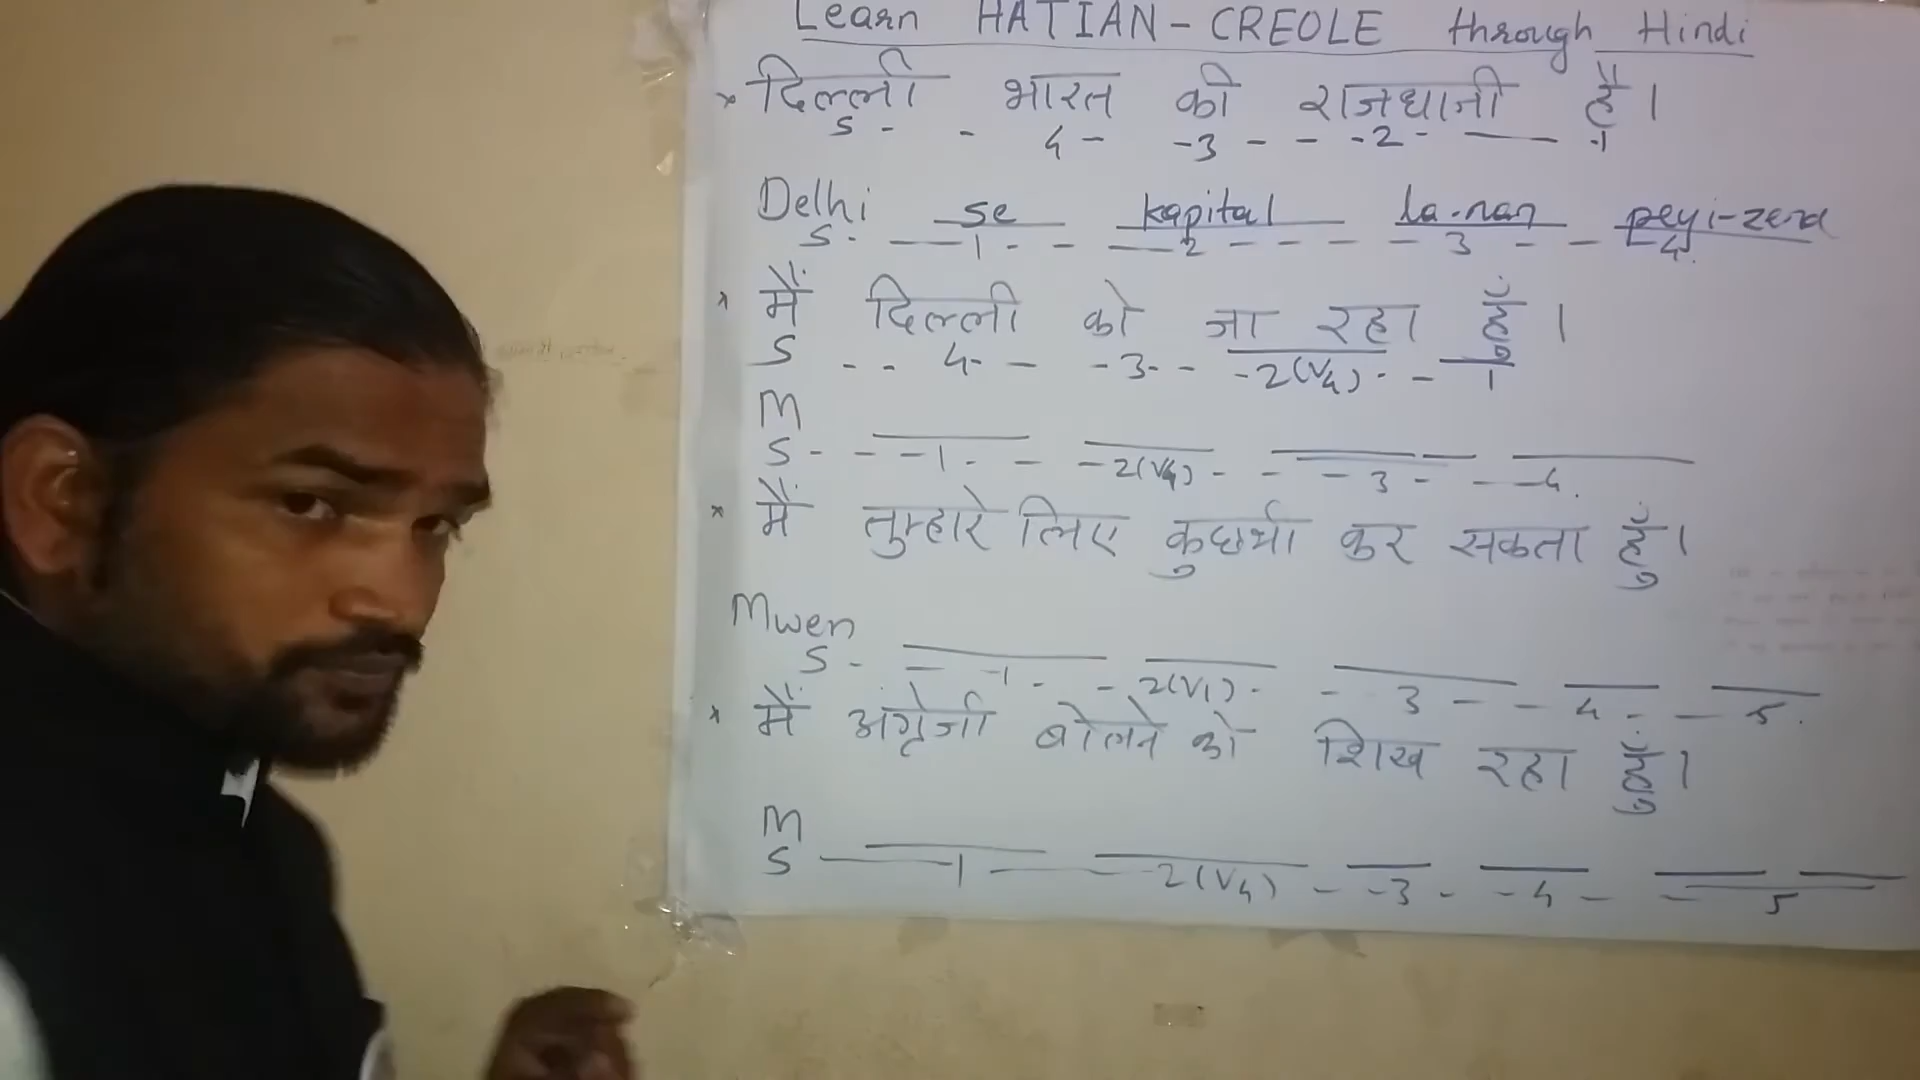 Learn HATIAN-CREOLE through Hindi
* दिल्ली भारत की राजधानी है।
S - - 4 - -3 - - -2 - — -1
Delhi se kapital la-nan peyi-zend
S. - — 1 - - — 2 - - - - 3 - - - 4.
* मैं दिल्ली को जा रहा हूँ।
S - - 4 - - -3 - - -2(V4) - - 1
M
S - - -1 - - -2(V4) - - -3 - - -4.
* मैं तुम्हारे लिए कुछभी कर सकता हूँ।
Mwen
S - - -1 - - 2(V1) - - 3 - - 4 - - 5.
* मैं अंग्रेजी बोलने को शिख रहा हूँ।
M
S — 1 — - 2(V4) - -3 - -4 - - 5